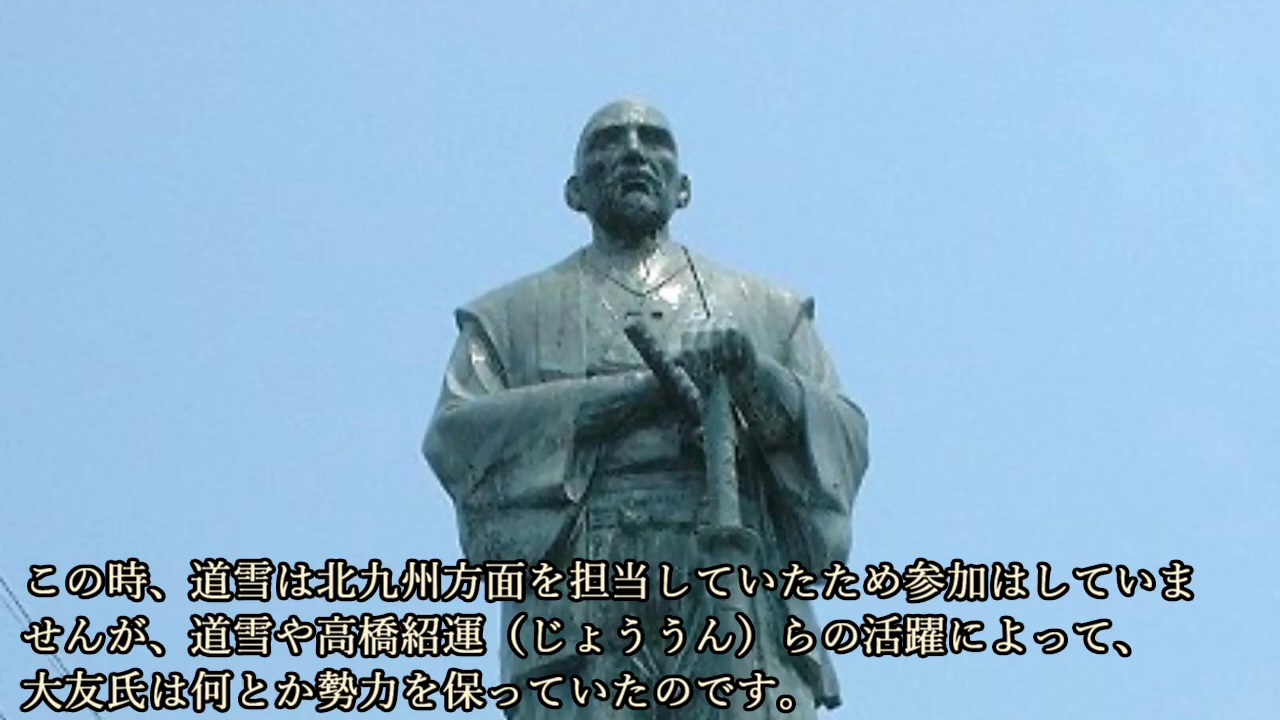 この時、道雪は北九州方面を担当していたため参加はしていま
せんが、道雪や高橋紹運（じょううん）らの活躍によって、
大友氏は何とか勢力を保っていたのです。